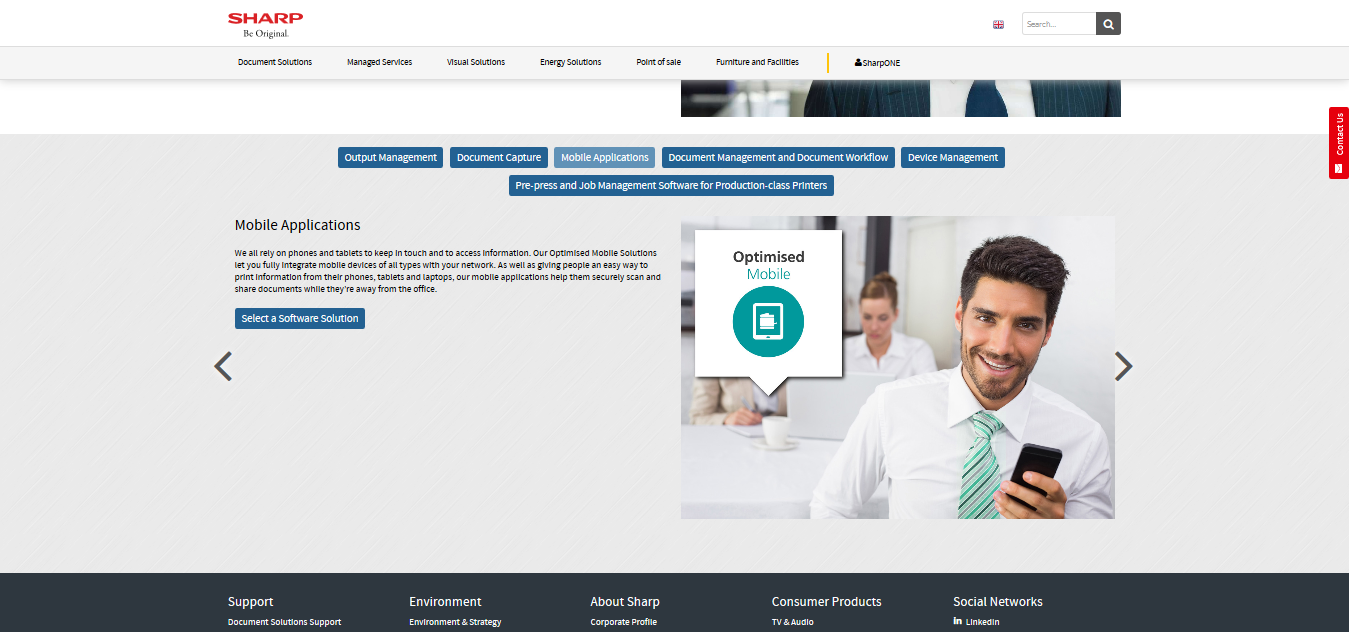 SHARP
Be Original.
Search...
Document Solutions
Managed Services
Visual Solutions
Energy Solutions
Point of sale
Furniture and Facilities
SharpONE
Contact Us
Output Management
Document Capture
Mobile Applications
Document Management and Document Workflow
Device Management
Pre-press and Job Management Software for Production-class Printers
Mobile Applications
We all rely on phones and tablets to keep in touch and to access information. Our Optimised Mobile Solutions
let you fully integrate mobile devices of all types with your network. As well as giving people an easy way to
print information from their phones, tablets and laptops, our mobile applications help them securely scan and
share documents while they're away from the office.
Select a Software Solution
Optimised
Mobile
Support
Environment
About Sharp
Consumer Products
Social Networks
Document Solutions Support
Environment & Strategy
Corporate Profile
TV & Audio
in LinkedIn